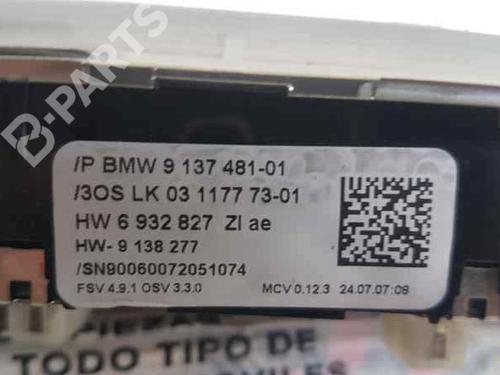 B-PARTS
/P BMW 9 137 481-01
/3OS LK 03 1177 73-01
HW 6 932 827 ZI ae
HW- 9 138 277
/SN90060072051074
FSV 4.9.1 OSV 3.3.0 MCV 0.12.3 24.07.07:08
PIEZAS
TODO TIPO DE